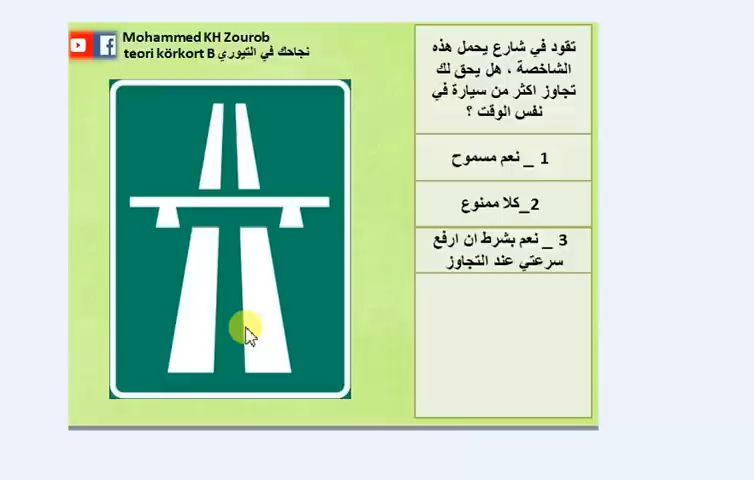 Mohammed KH Zourob
teori körkort B نجاحك في التيوري
تقود في شارع يحمل هذه
الشاخصة ، هل يحق لك
تجاوز اكثر من سيارة في
نفس الوقت ؟
1 _ نعم مسموح
2_كلا ممنوع
3 _ نعم بشرط ان ارفع
سرعتي عند التجاوز